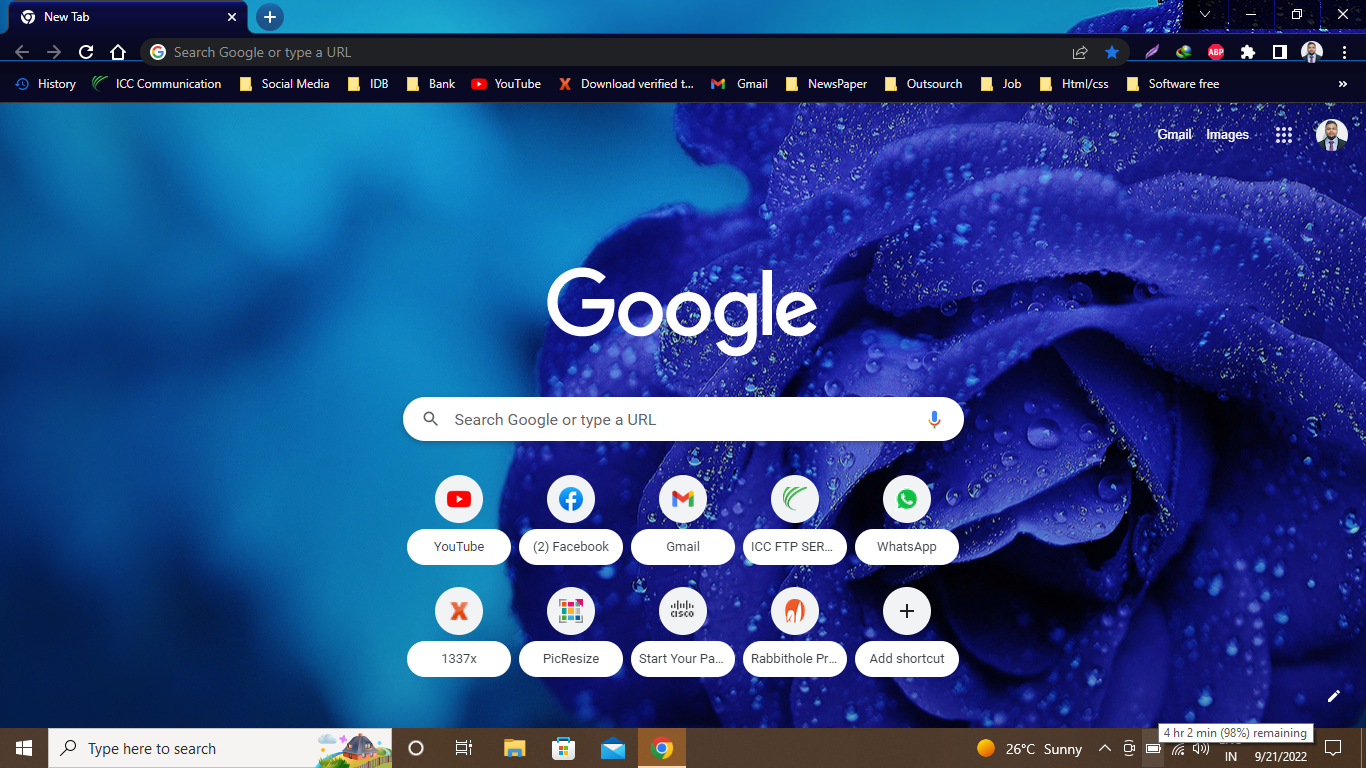 New Tab
Search Google or type a URL
History
ICC Communication
Social Media
IDB
Bank
YouTube
Download verified t...
Gmail
NewsPaper
Outsourch
Job
Html/css
Software free
»
ABP
Gmail
Images
Google
Search Google or type a URL
YouTube
(2) Facebook
Gmail
ICC FTP SER...
WhatsApp
cisco
1337x
PicResize
Start Your Pa...
Rabbithole Pr...
Add shortcut
4 hr 2 min (98%) remaining
Type here to search
26°C Sunny
IN
9/21/2022